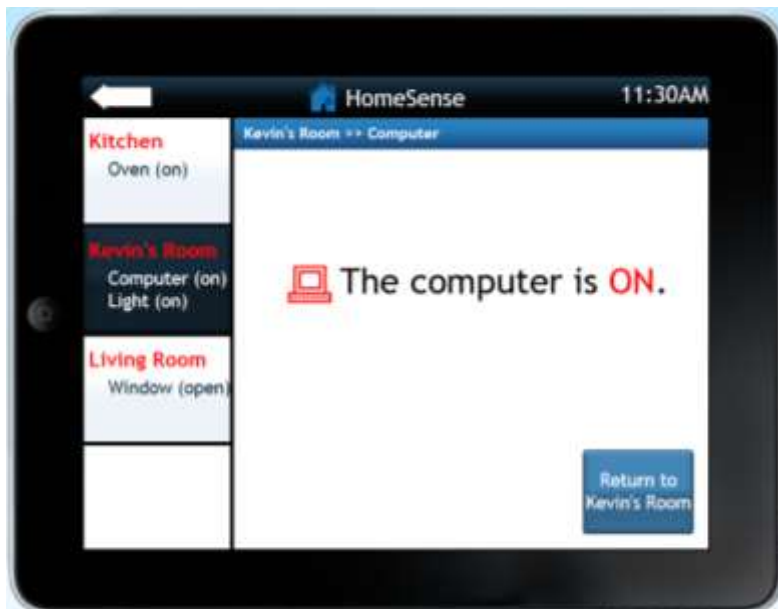 HomeSense
11:30AM
Kitchen
Oven (on)
Kevin's Room
Computer (on)
Light (on)
Living Room
Window (open)
Kevin's Room >> Computer
The computer is ON.
Return to
Kevin's Room